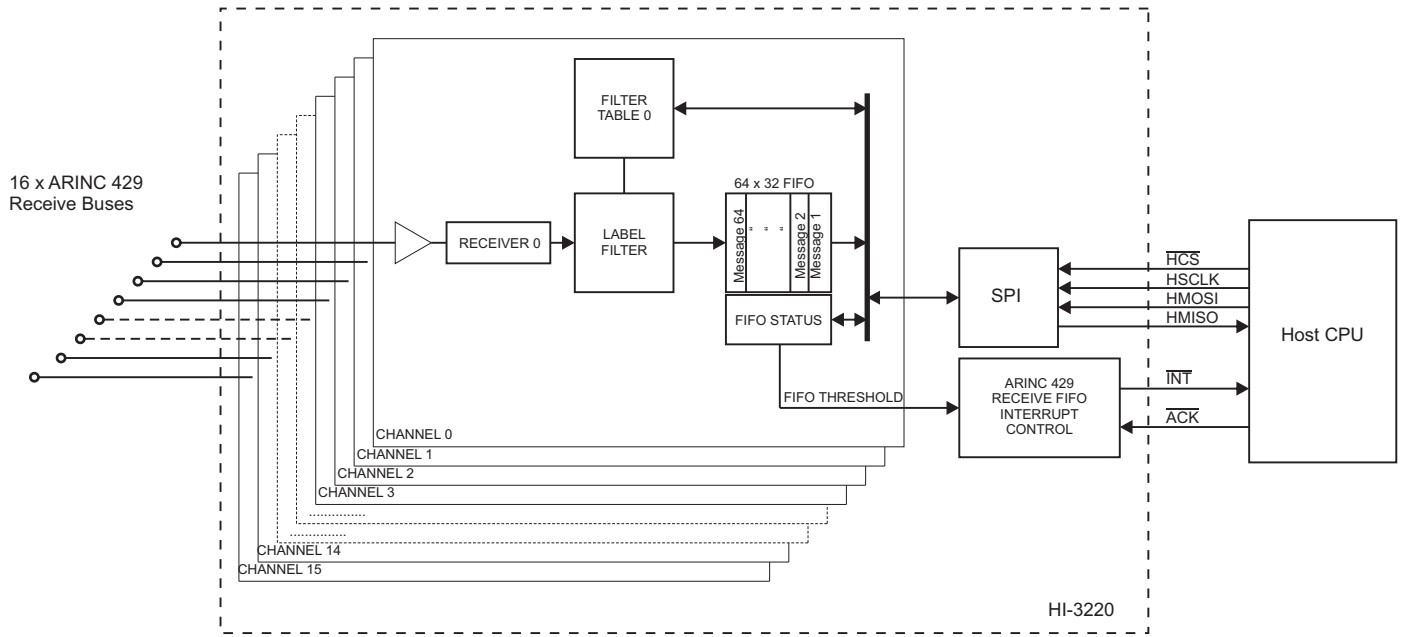 16 x ARINC 429
Receive Buses
FILTER
TABLE 0
64 x 32 FIFO
RECEIVER 0
LABEL
FILTER
Message 64
"
"
"
Message 2
Message 1
FIFO STATUS
FIFO THRESHOLD
SPI
HCS
HSCLK
HMOSI
HMISO
Host CPU
ARINC 429
RECEIVE FIFO
INTERRUPT
CONTROL
INT
ACK
CHANNEL 0
CHANNEL 1
CHANNEL 2
CHANNEL 3
...............
...............
CHANNEL 14
CHANNEL 15
HI-3220